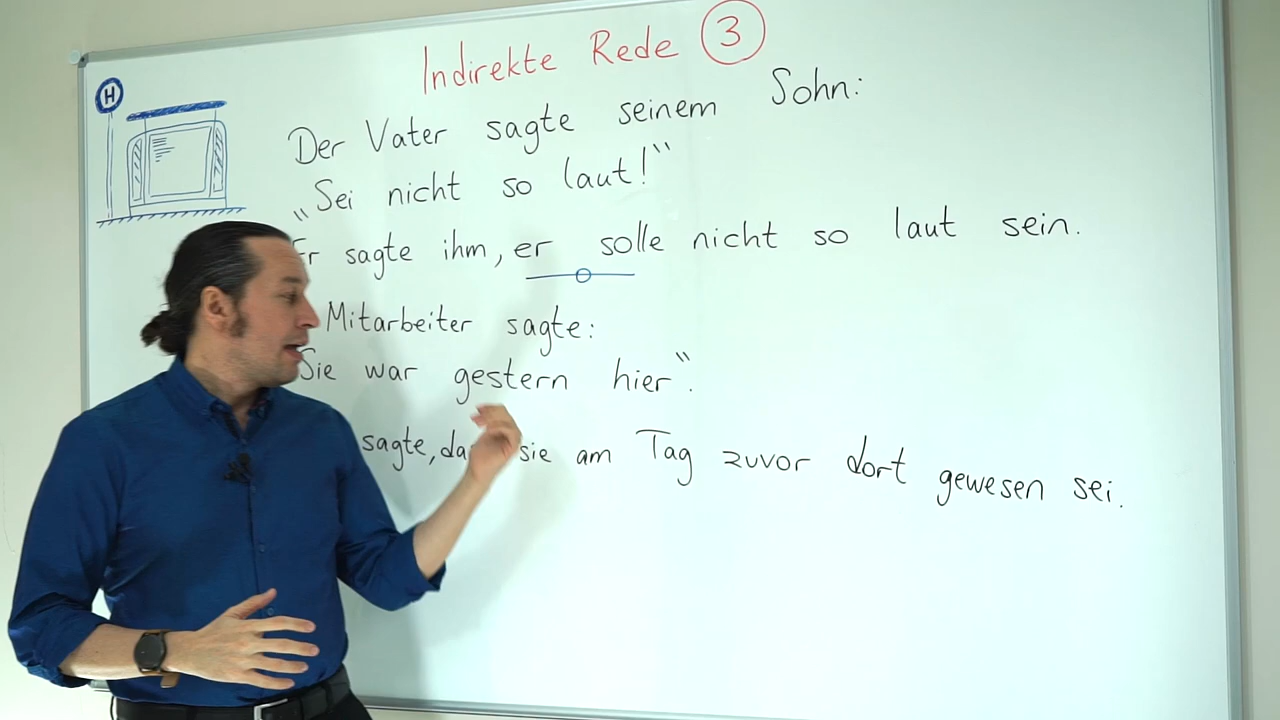 Indirekte Rede 3
H
Der Vater sagte seinem Sohn:
„Sei nicht so laut!“
Er sagte ihm, er solle nicht so laut sein.
Mitarbeiter sagte:
Sie war gestern hier“.
sagte, sie am Tag zuvor dort gewesen sei.